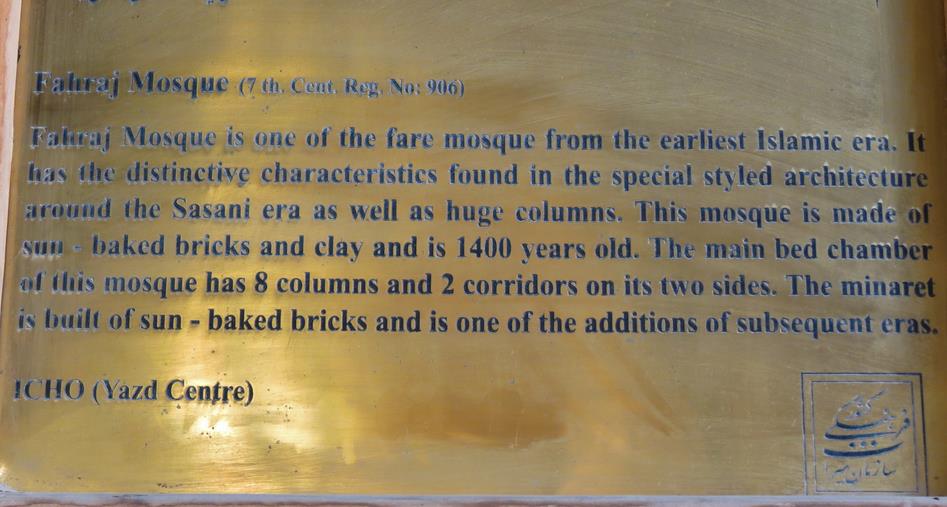 Fahraj Mosque (7 th. Cent. Reg. No: 906)
Fahraj Mosque is one of the fare mosque from the earliest Islamic era. It
has the distinctive characteristics found in the special styled architecture
around the Sasani era as well as huge columns. This mosque is made of
sun - baked bricks and clay and is 1400 years old. The main bed chamber
of this mosque has 8 columns and 2 corridors on its two sides. The minaret
is built of sun - baked bricks and is one of the additions of subsequent eras.
ICHO (Yazd Centre)
سازمان میراث
فرهنگی کشور